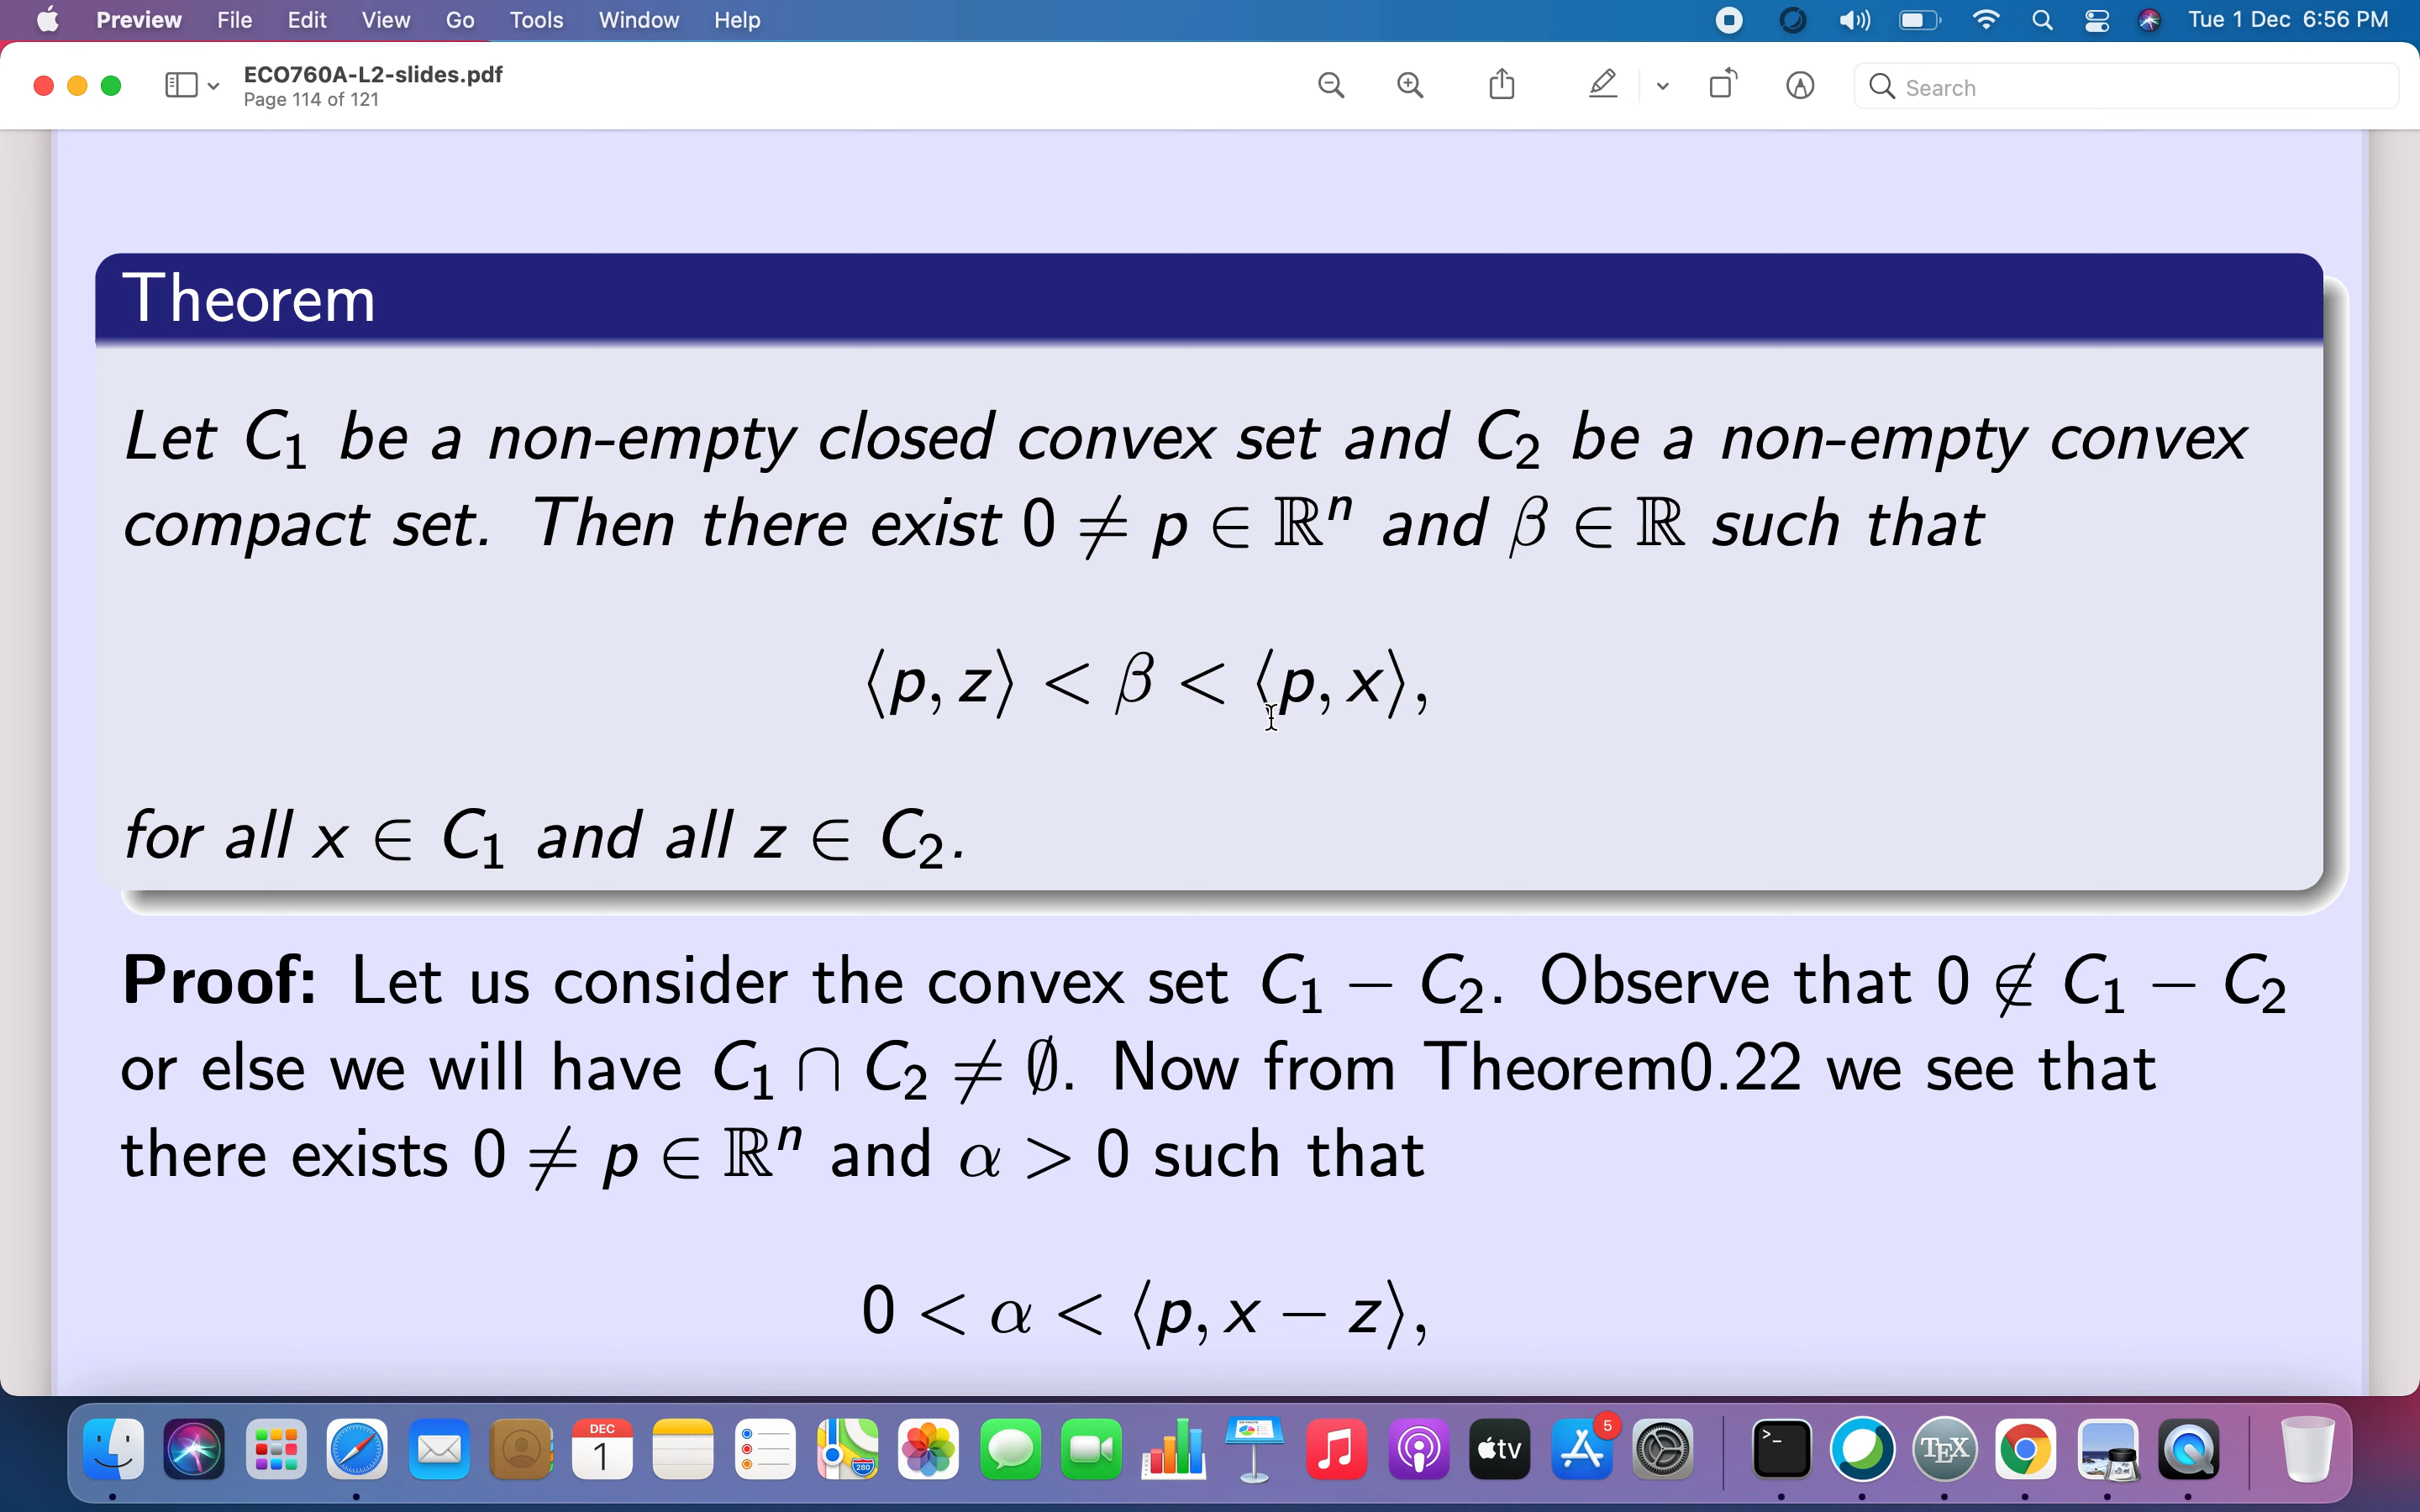 Preview File Edit View Go Tools Window Help Tue 1 Dec 6:56 PM
ECO760A-L2-slides.pdf
Page 114 of 121
Search
Theorem
Let C₁ be a non-empty closed convex set and C₂ be a non-empty convex
compact set. Then there exist 0 ≠ p ∈ ℝⁿ and β ∈ ℝ such that
⟨p, z⟩ < β < ⟨p, x⟩,
for all x ∈ C₁ and all z ∈ C₂.
Proof: Let us consider the convex set C₁ − C₂. Observe that 0 ∉ C₁ − C₂
or else we will have C₁ ∩ C₂ ≠ ∅. Now from Theorem0.22 we see that
there exists 0 ≠ p ∈ ℝⁿ and α > 0 such that
0 < α < ⟨p, x − z⟩,
DEC
1
280
tv
5
>_
TEX